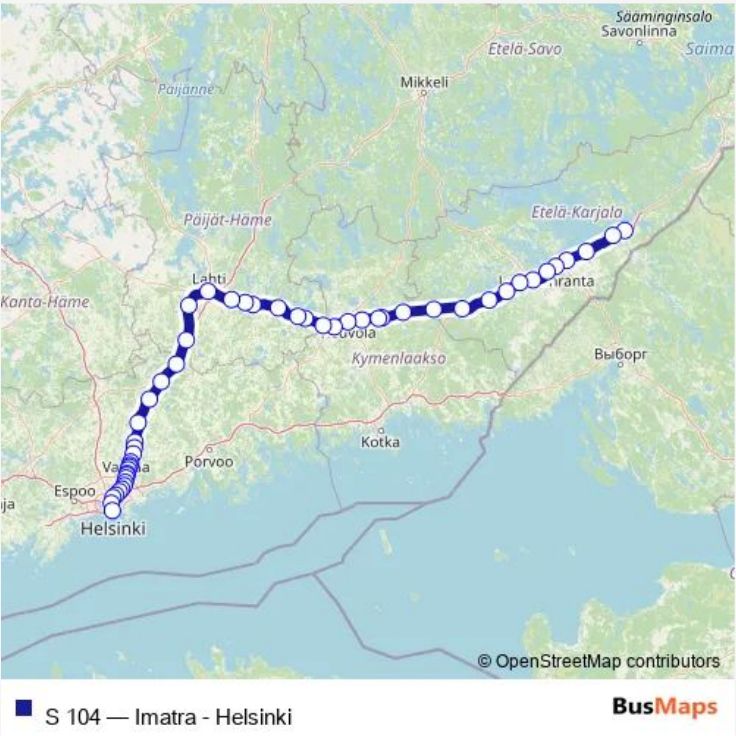 Sääminginsalo
Savonlinna
Etelä-Savo
Saima
Mikkeli
Päijänne
Etelä-Karjala
Päijät-Häme
Lahti
Kanta-Häme
Выборг
Kymenlaakso
Kotka
Porvoo
Espoo
Helsinki
© OpenStreetMap contributors
S 104 — Imatra - Helsinki
BusMaps